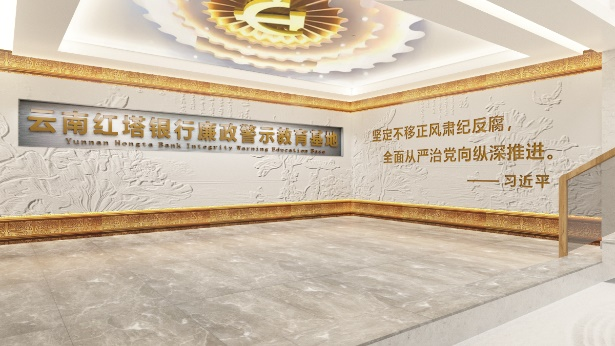 云南红塔银行廉政警示教育基地
Yunnan Hongta Bank Integrity Warning Education Base
坚定不移正风肃纪反腐，
全面从严治党向纵深推进。
——习近平